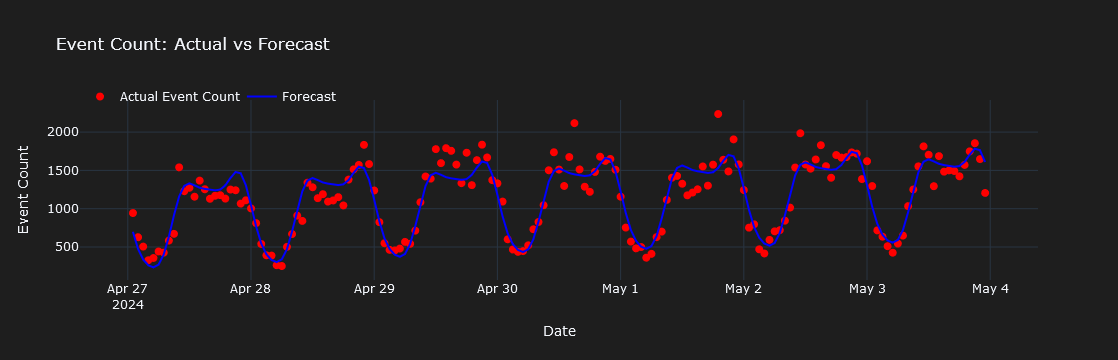 Event Count: Actual vs Forecast
Actual Event Count
Forecast
Event Count
2000
1500
1000
500
Apr 27
2024
Apr 28
Apr 29
Apr 30
May 1
May 2
May 3
May 4
Date